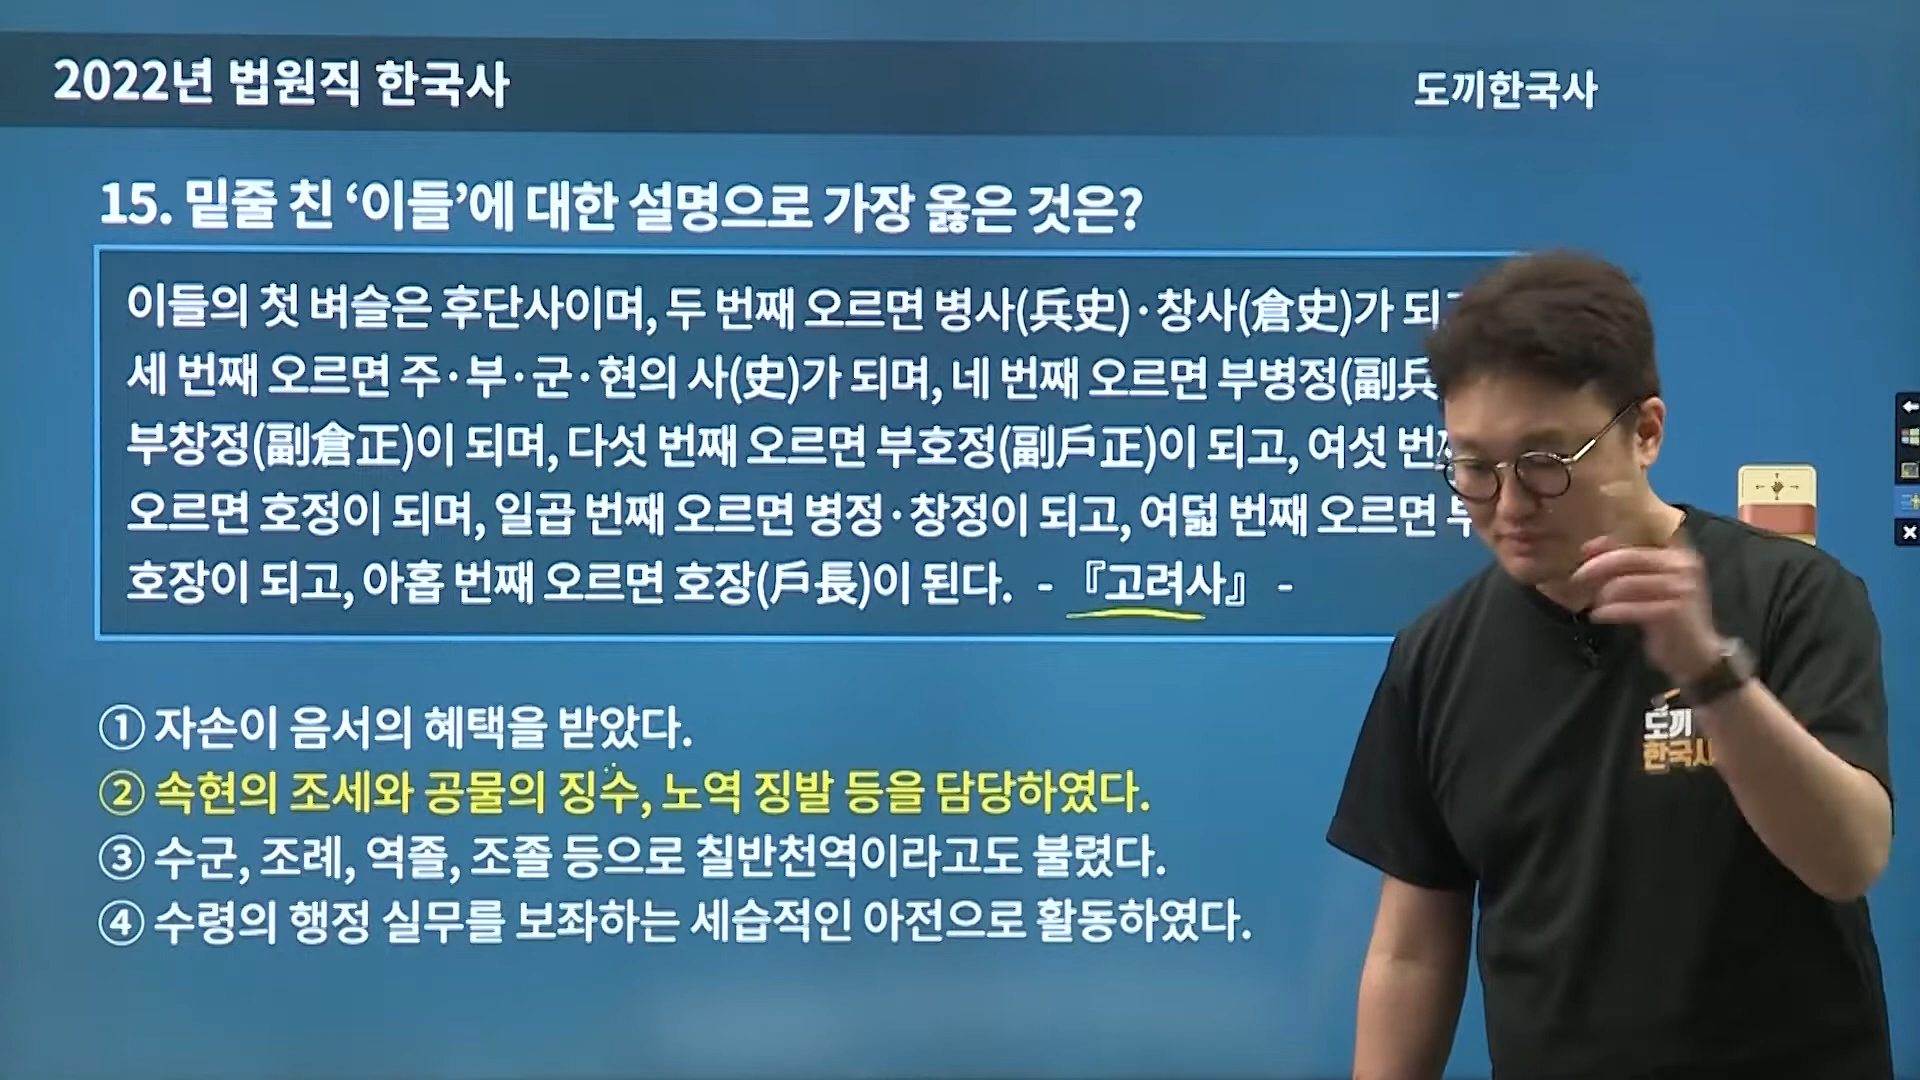 2022년 법원직 한국사
도끼한국사
15. 밑줄 친 ‘이들’에 대한 설명으로 가장 옳은 것은?
이들의 첫 벼슬은 후단사이며, 두 번째 오르면 병사(兵史)·창사(倉史)가
세 번째 오르면 주·부·군·현의 사(史)가 되며, 네 번째 오르면 부병정(副兵
부창정(副倉正)이 되며, 다섯 번째 오르면 부호정(副戶正)이 되고, 여섯
오르면 호정이 되며, 일곱 번째 오르면 병정·창정이 되고, 여덟 번째 오르면
호장이 되고, 아홉 번째 오르면 호장(戶長)이 된다. - 『고려사』 -
① 자손이 음서의 혜택을 받았다.
② 속현의 조세와 공물의 징수, 노역 징발 등을 담당하였다.
③ 수군, 조례, 역졸, 조졸 등으로 칠반천역이라고도 불렸다.
④ 수령의 행정 실무를 보좌하는 세습적인 아전으로 활동하였다.
도끼
한국사